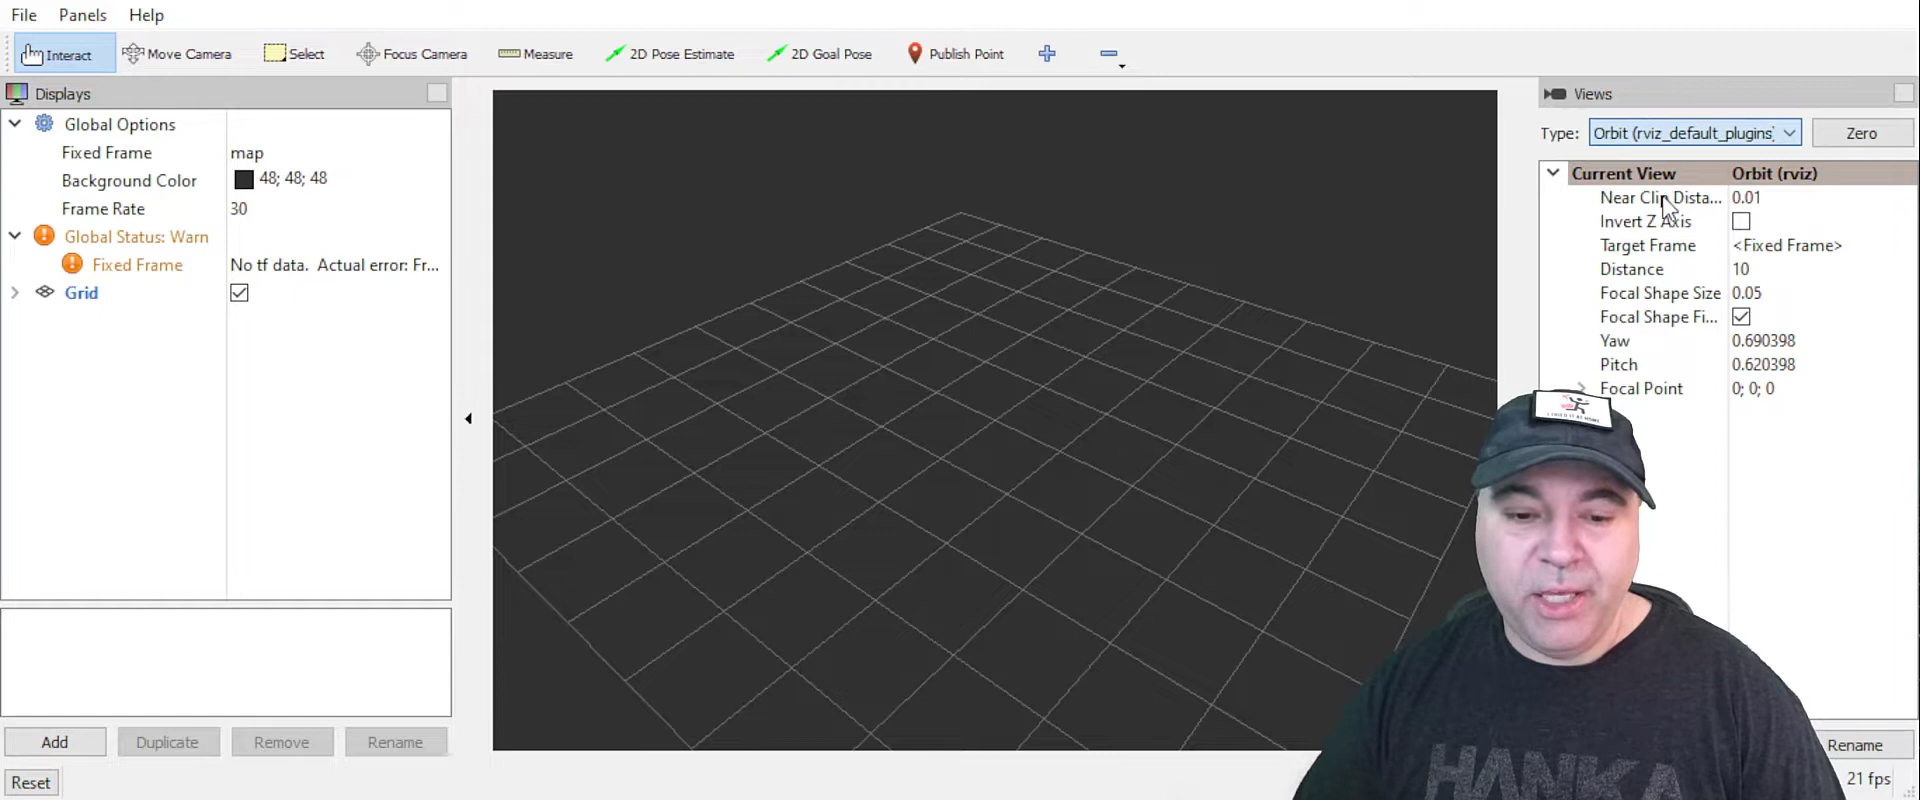 File Panels Help
Interact Move Camera Select Focus Camera Measure 2D Pose Estimate 2D Goal Pose Publish Point
Displays
Global Options
Fixed Frame map
Background Color 48; 48; 48
Frame Rate 30
Global Status: Warn
Fixed Frame No tf data. Actual error: Fr...
Grid
Add Duplicate Remove Rename
Reset
Views
Type: Orbit (rviz_default_plugins) Zero
Current View Orbit (rviz)
Near Clip Dista... 0.01
Invert Z Axis
Target Frame <Fixed Frame>
Distance 10
Focal Shape Size 0.05
Focal Shape Fi...
Yaw 0.690398
Pitch 0.620398
Focal Point 0; 0; 0
HANKA
Rename
21 fps